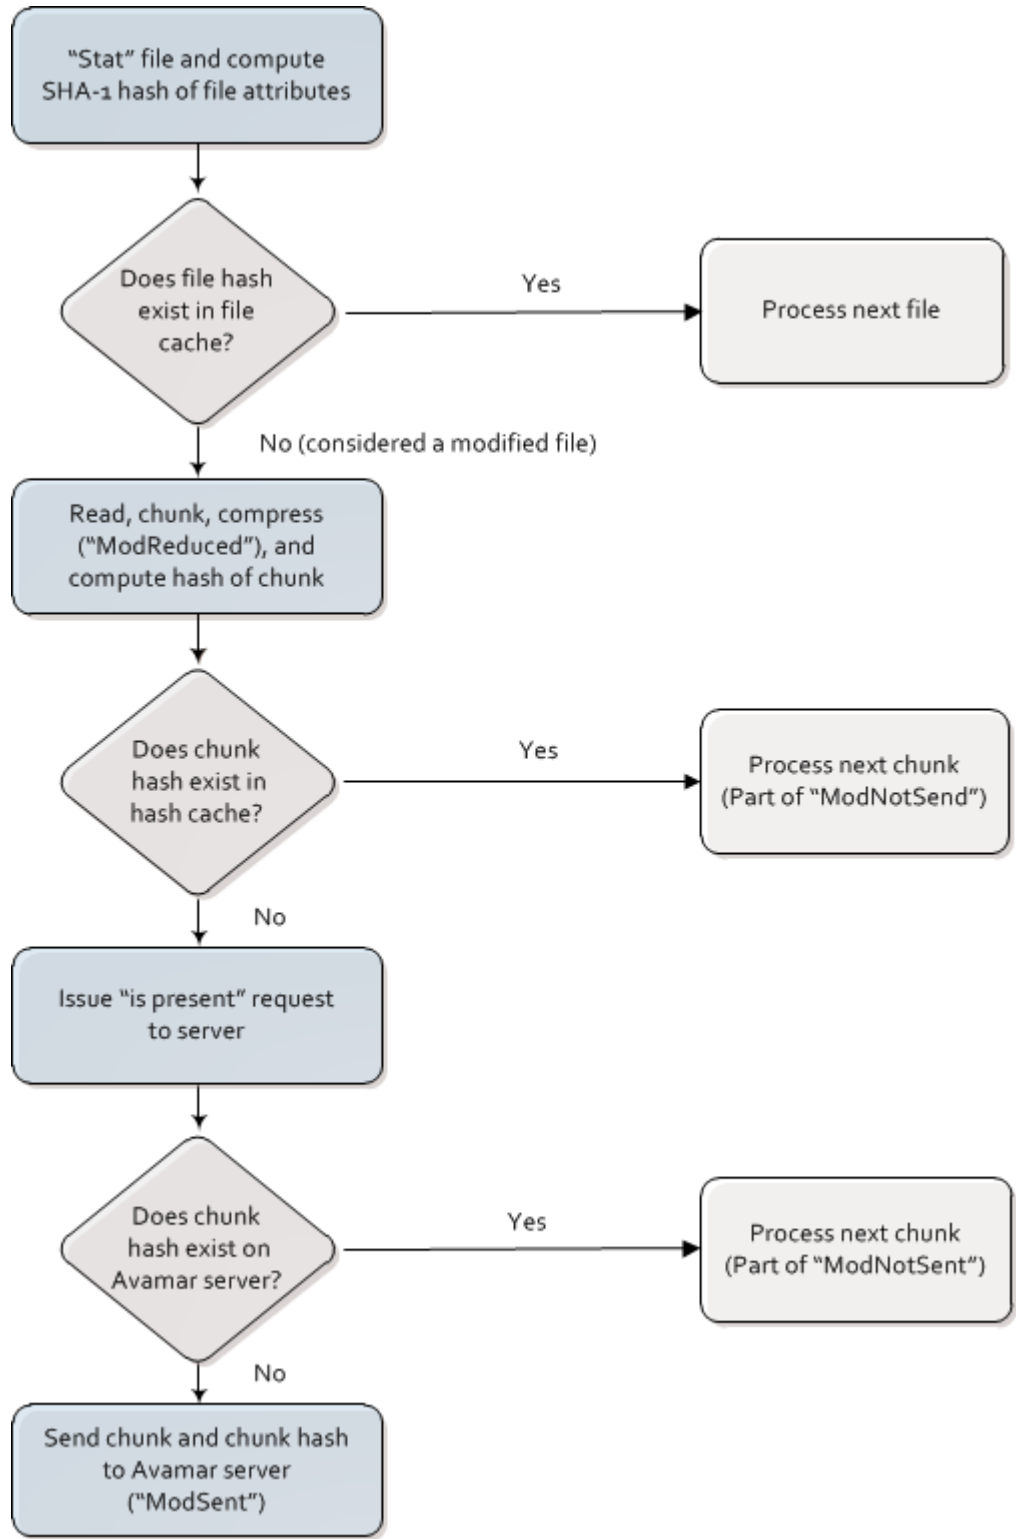 “Stat” file and compute
SHA-1 hash of file attributes
Does file hash
exist in file
cache?
Yes
Process next file
No (considered a modified file)
Read, chunk, compress
(“ModReduced”), and
compute hash of chunk
Does chunk
hash exist in
hash cache?
Yes
Process next chunk
(Part of “ModNotSend”)
No
Issue “is present” request
to server
Does chunk
hash exist on
Avamar server?
Yes
Process next chunk
(Part of “ModNotSent”)
No
Send chunk and chunk hash
to Avamar server
(“ModSent”)